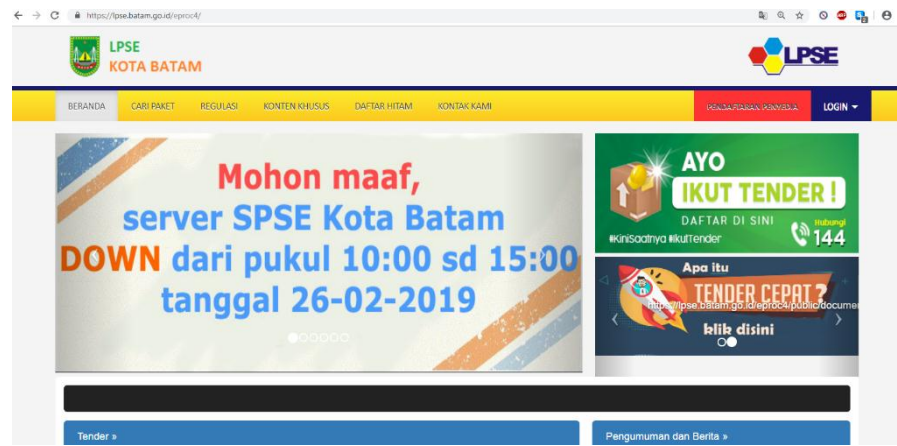 https://lpse.batam.go.id/eproc4/
LPSE
KOTA BATAM
LPSE
BERANDA CARI PAKET REGULASI KONTEN KHUSUS DAFTAR HITAM KONTAK KAMI PENDAFTARAN PENYEDIA LOGIN
Mohon maaf,
server SPSE Kota Batam
DOWN dari pukul 10:00 sd 15:00
tanggal 26-02-2019
AYO
IKUT TENDER !
DAFTAR DI SINI
#KiniSaatnya #IkutTender
Hubungi
144
Apa itu
TENDER CEPAT ?
https://lpse.batam.go.id/eproc4/public/docume
klik disini
Tender »
Pengumuman dan Berita »